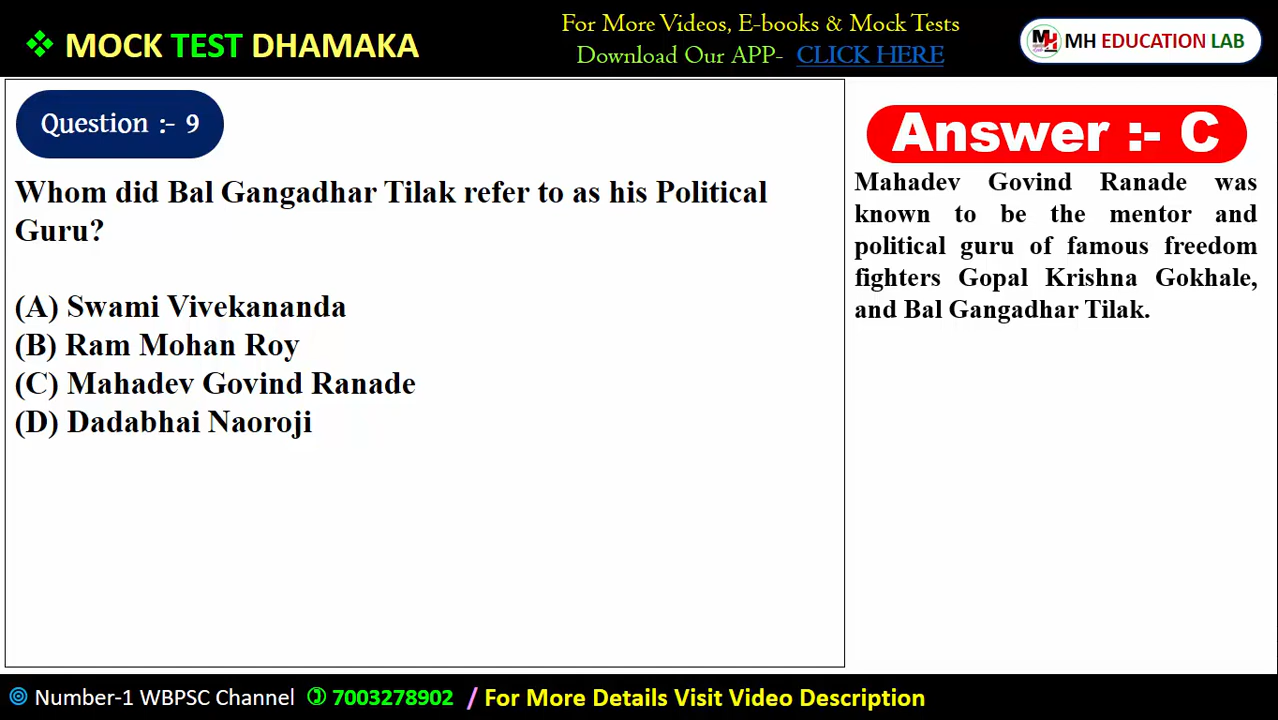 ❖ MOCK TEST DHAMAKA
For More Videos, E-books & Mock Tests
Download Our APP- CLICK HERE
MH EDUCATION LAB
Question :- 9
Whom did Bal Gangadhar Tilak refer to as his Political
Guru?
(A) Swami Vivekananda
(B) Ram Mohan Roy
(C) Mahadev Govind Ranade
(D) Dadabhai Naoroji
Answer :- C
Mahadev Govind Ranade was
known to be the mentor and
political guru of famous freedom
fighters Gopal Krishna Gokhale,
and Bal Gangadhar Tilak.
Number-1 WBPSC Channel 7003278902 / For More Details Visit Video Description